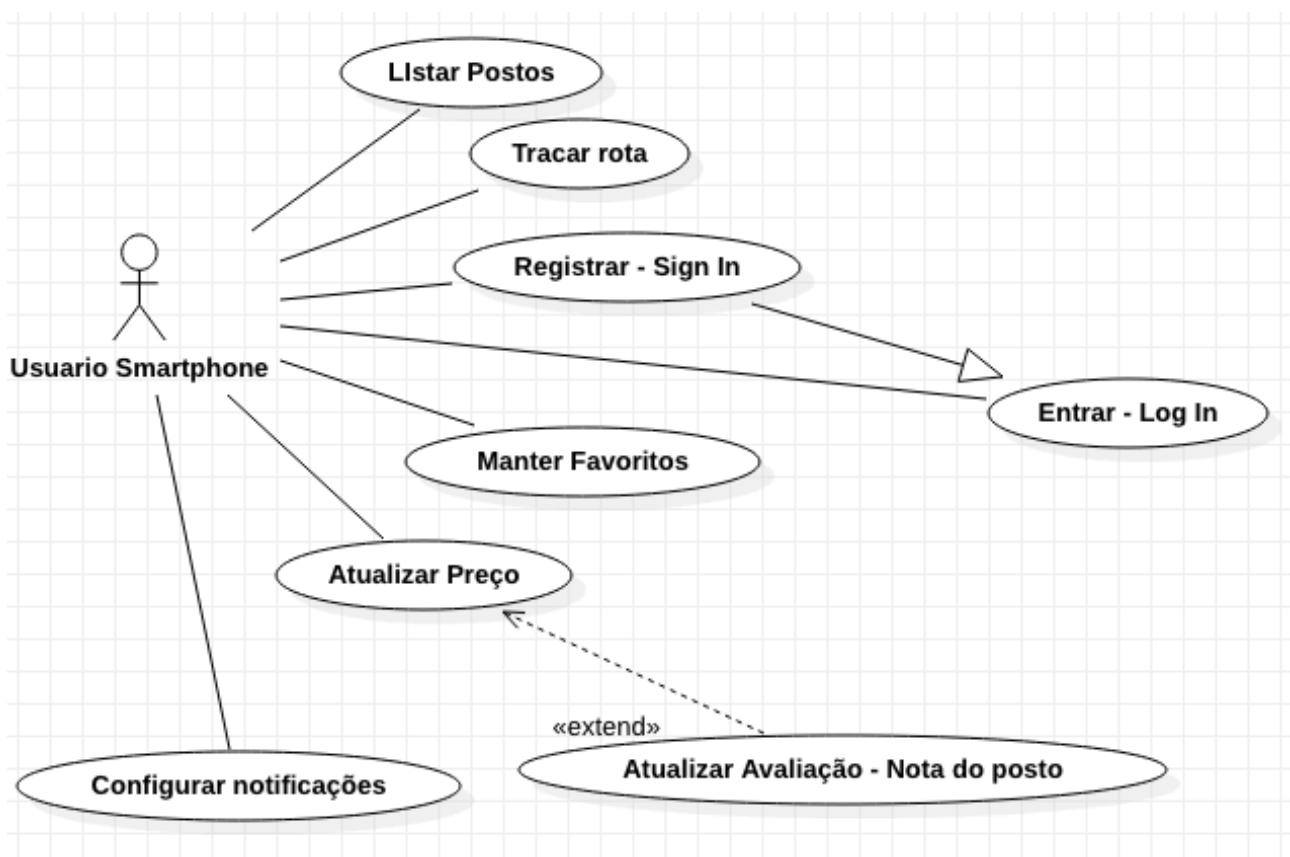 LIstar Postos
Tracar rota
Registrar - Sign In
Usuario Smartphone
Entrar - Log In
Manter Favoritos
Atualizar Preço
«extend»
Atualizar Avaliação - Nota do posto
Configurar notificações